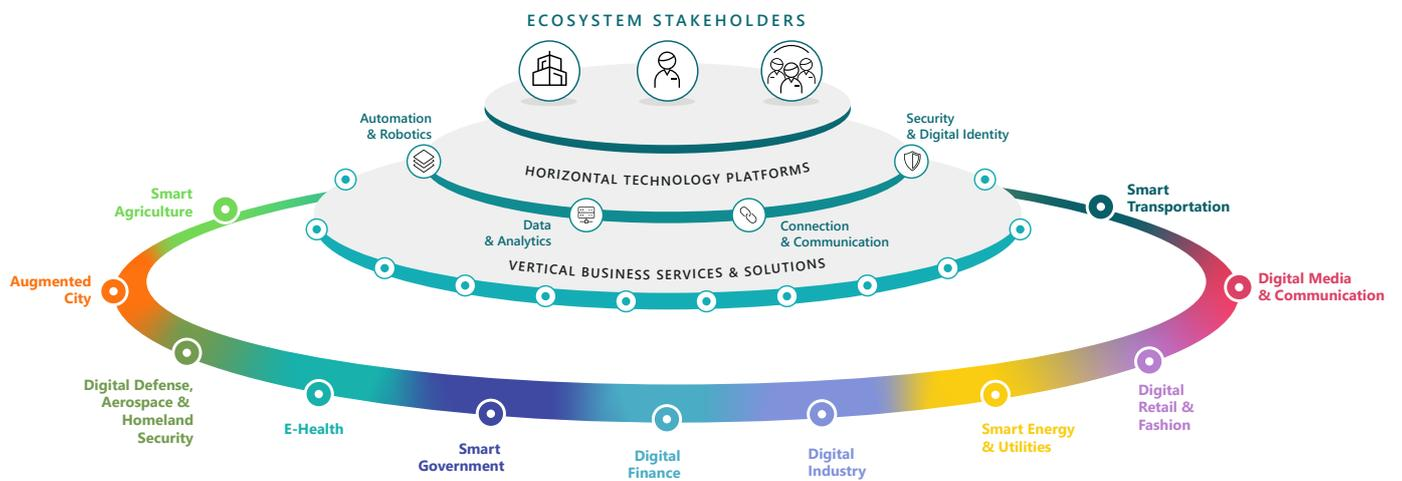 ECOSYSTEM STAKEHOLDERS
Automation
& Robotics
Security
& Digital Identity
HORIZONTAL TECHNOLOGY PLATFORMS
Data
& Analytics
Connection
& Communication
VERTICAL BUSINESS SERVICES & SOLUTIONS
Smart
Agriculture
Smart
Transportation
Augmented
City
Digital Media
& Communication
Digital Defense,
Aerospace &
Homeland
Security
E-Health
Smart
Government
Digital
Finance
Digital
Industry
Smart Energy
& Utilities
Digital
Retail &
Fashion